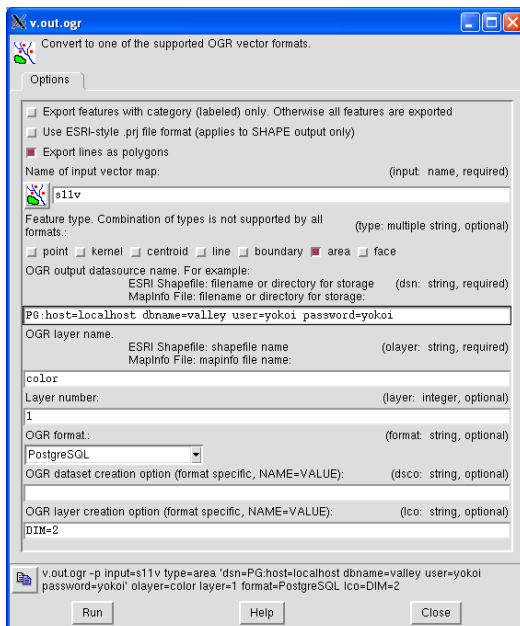 v.out.ogr
Convert to one of the supported OGR vector formats.
Options
Export features with category (labeled) only. Otherwise all features are exported
Use ESRI-style .prj file format (applies to SHAPE output only)
Export lines as polygons
Name of input vector map: (input: name, required)
s11v
Feature type. Combination of types is not supported by all
formats.: (type: multiple string, optional)
point kernel centroid line boundary area face
OGR output datasource name. For example:
ESRI Shapefile: filename or directory for storage (dsn: string, required)
MapInfo File: filename or directory for storage:
PG:host=localhost dbname=valley user=yokoi password=yokoi
OGR layer name.
ESRI Shapefile: shapefile name (olayer: string, required)
MapInfo File: mapinfo file name:
color
Layer number: (layer: integer, optional)
1
OGR format.: (format: string, optional)
PostgreSQL
OGR dataset creation option (format specific, NAME=VALUE): (dsco: string, optional)
OGR layer creation option (format specific, NAME=VALUE): (lco: string, optional)
DIM=2
v.out.ogr -p input=s11v type=area 'dsn=PG:host=localhost dbname=valley user=yokoi
password=yokoi' olayer=color layer=1 format=PostgreSQL lco=DIM=2
Run Help Close